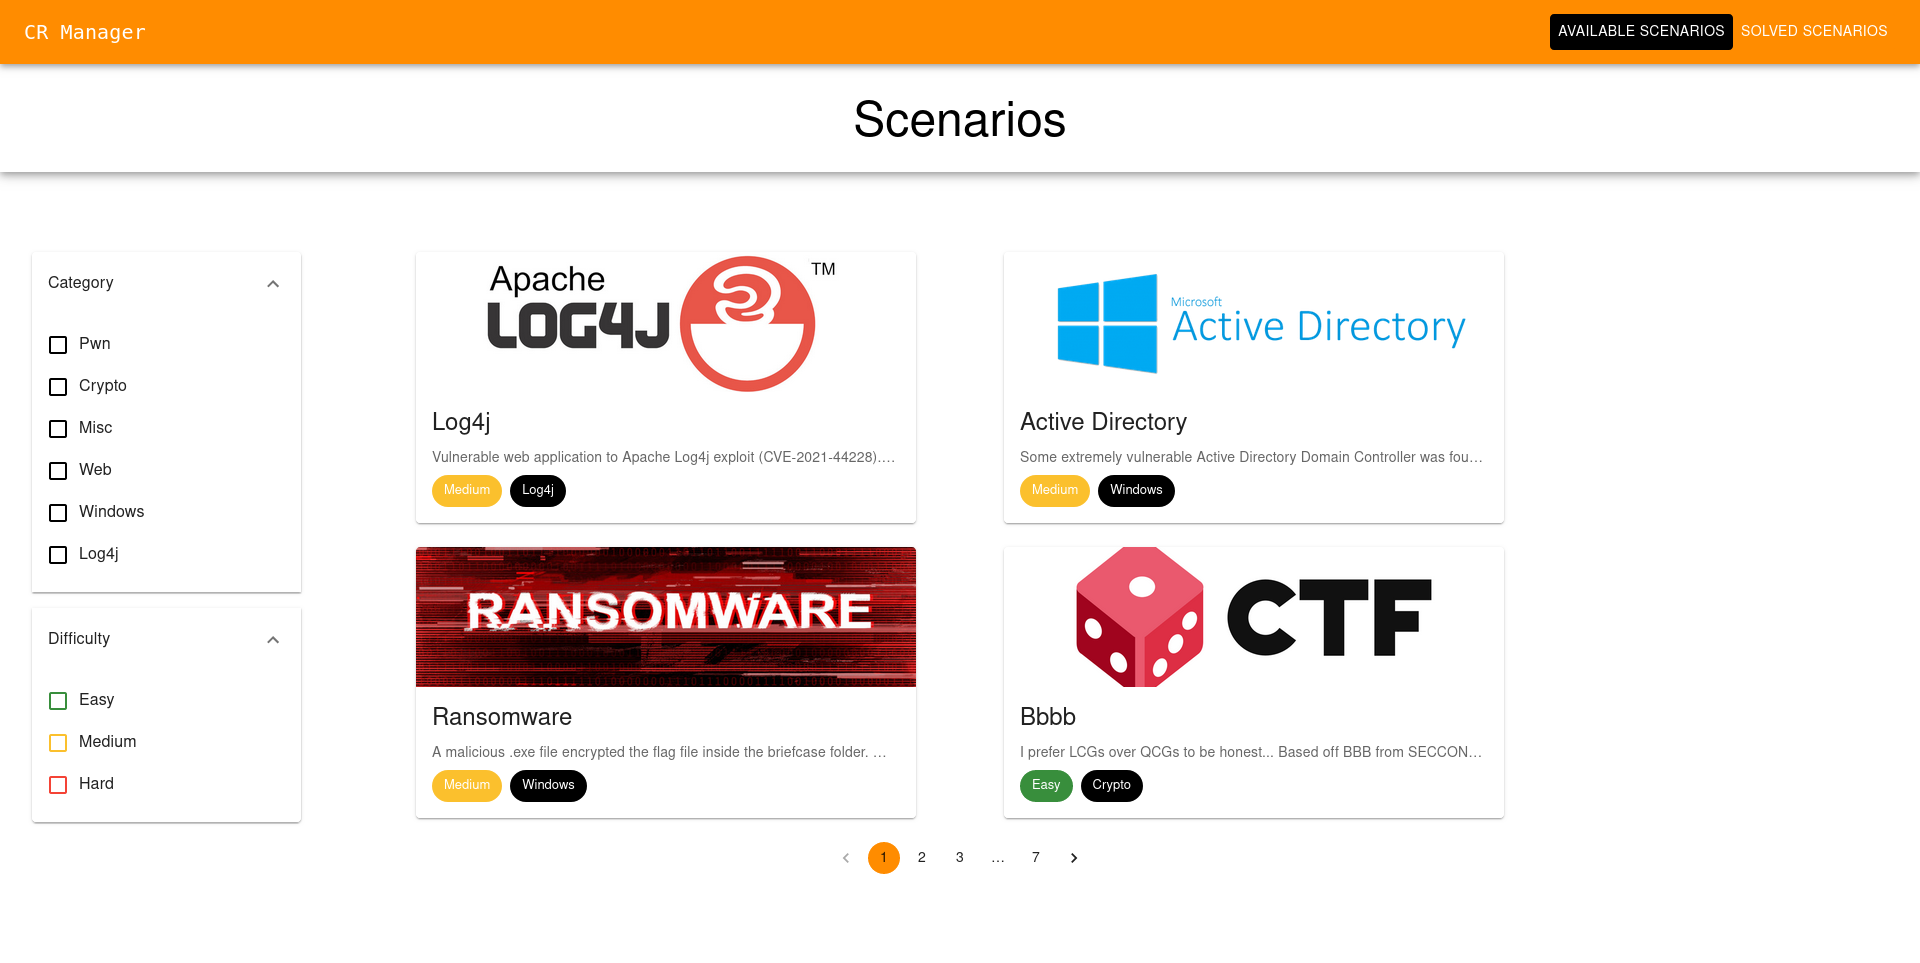 CR Manager
AVAILABLE SCENARIOS
SOLVED SCENARIOS
Scenarios
Category
Pwn
Crypto
Misc
Web
Windows
Log4j
Difficulty
Easy
Medium
Hard
Apache
LOG4J
TM
Log4j
Vulnerable web application to Apache Log4j exploit (CVE-2021-44228)....
Medium
Log4j
Microsoft
Active Directory
Active Directory
Some extremely vulnerable Active Directory Domain Controller was fou...
Medium
Windows
RANSOMWARE
Ransomware
A malicious .exe file encrypted the flag file inside the briefcase folder. ...
Medium
Windows
CTF
Bbbb
I prefer LCGs over QCGs to be honest... Based off BBB from SECCON...
Easy
Crypto
1 2 3 ... 7